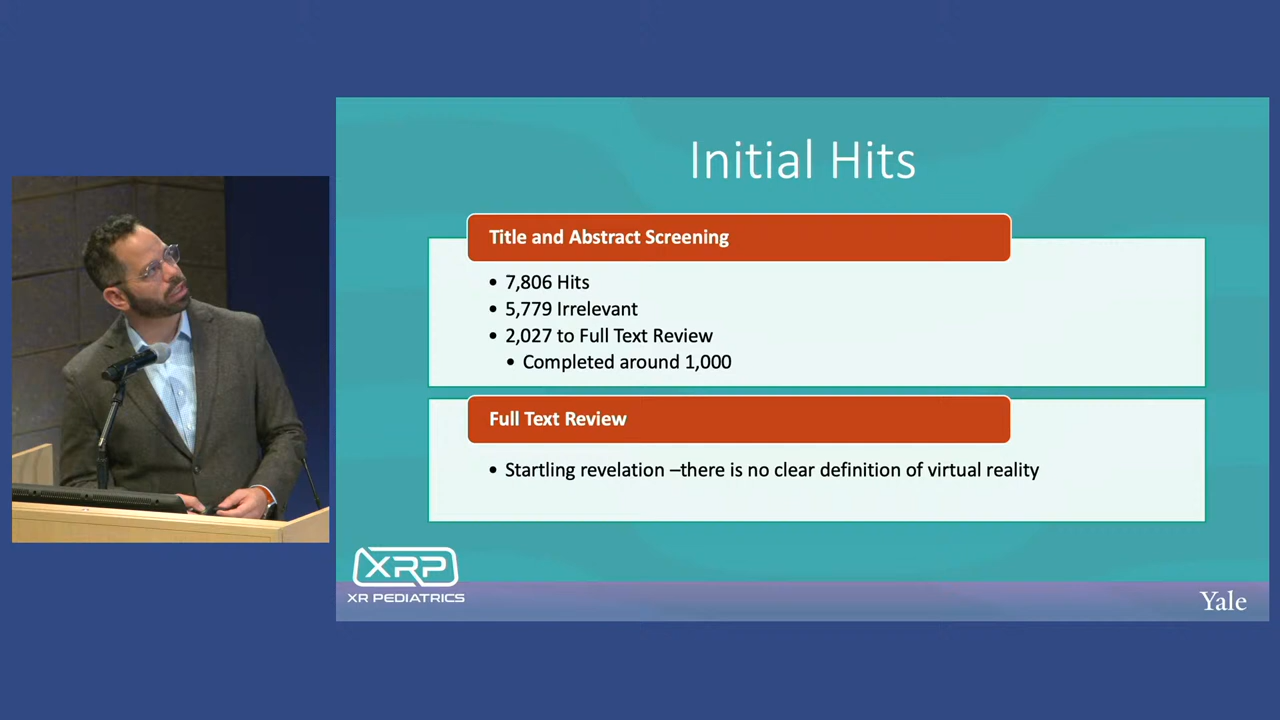 Initial Hits
Title and Abstract Screening
• 7,806 Hits
• 5,779 Irrelevant
• 2,027 to Full Text Review
• Completed around 1,000
Full Text Review
• Startling revelation –there is no clear definition of virtual reality
XRP
XR PEDIATRICS
Yale